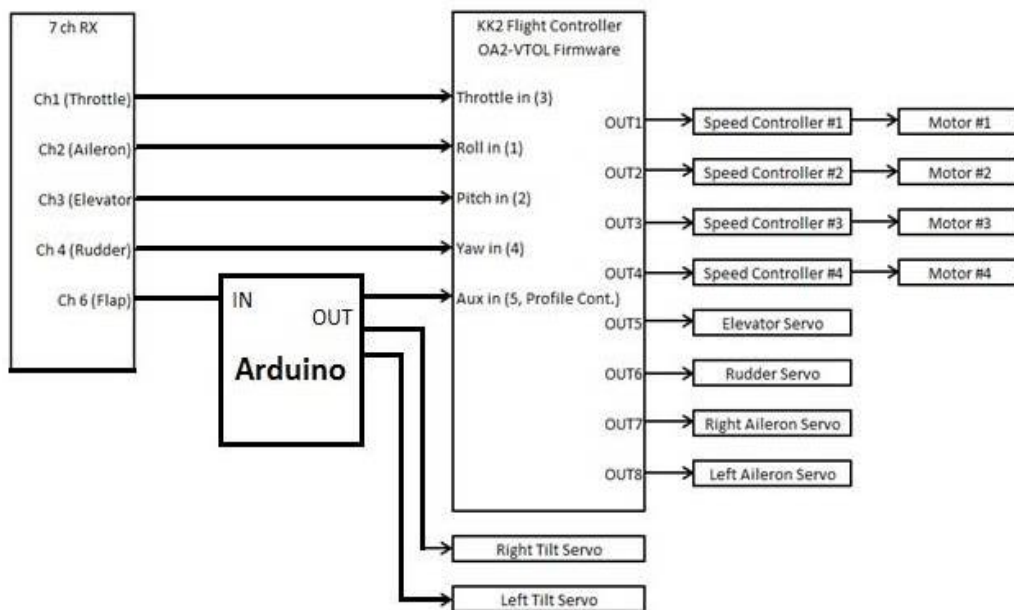 7 ch RX
Ch1 (Throttle)
Ch2 (Aileron)
Ch3 (Elevator
Ch 4 (Rudder)
Ch 6 (Flap)
IN
OUT
Arduino
KK2 Flight Controller
OA2-VTOL Firmware
Throttle in (3)
Roll in (1)
Pitch in (2)
Yaw in (4)
Aux in (5, Profile Cont.)
OUT1
OUT2
OUT3
OUT4
OUT5
OUT6
OUT7
OUT8
Speed Controller #1
Motor #1
Speed Controller #2
Motor #2
Speed Controller #3
Motor #3
Speed Controller #4
Motor #4
Elevator Servo
Rudder Servo
Right Aileron Servo
Left Aileron Servo
Right Tilt Servo
Left Tilt Servo